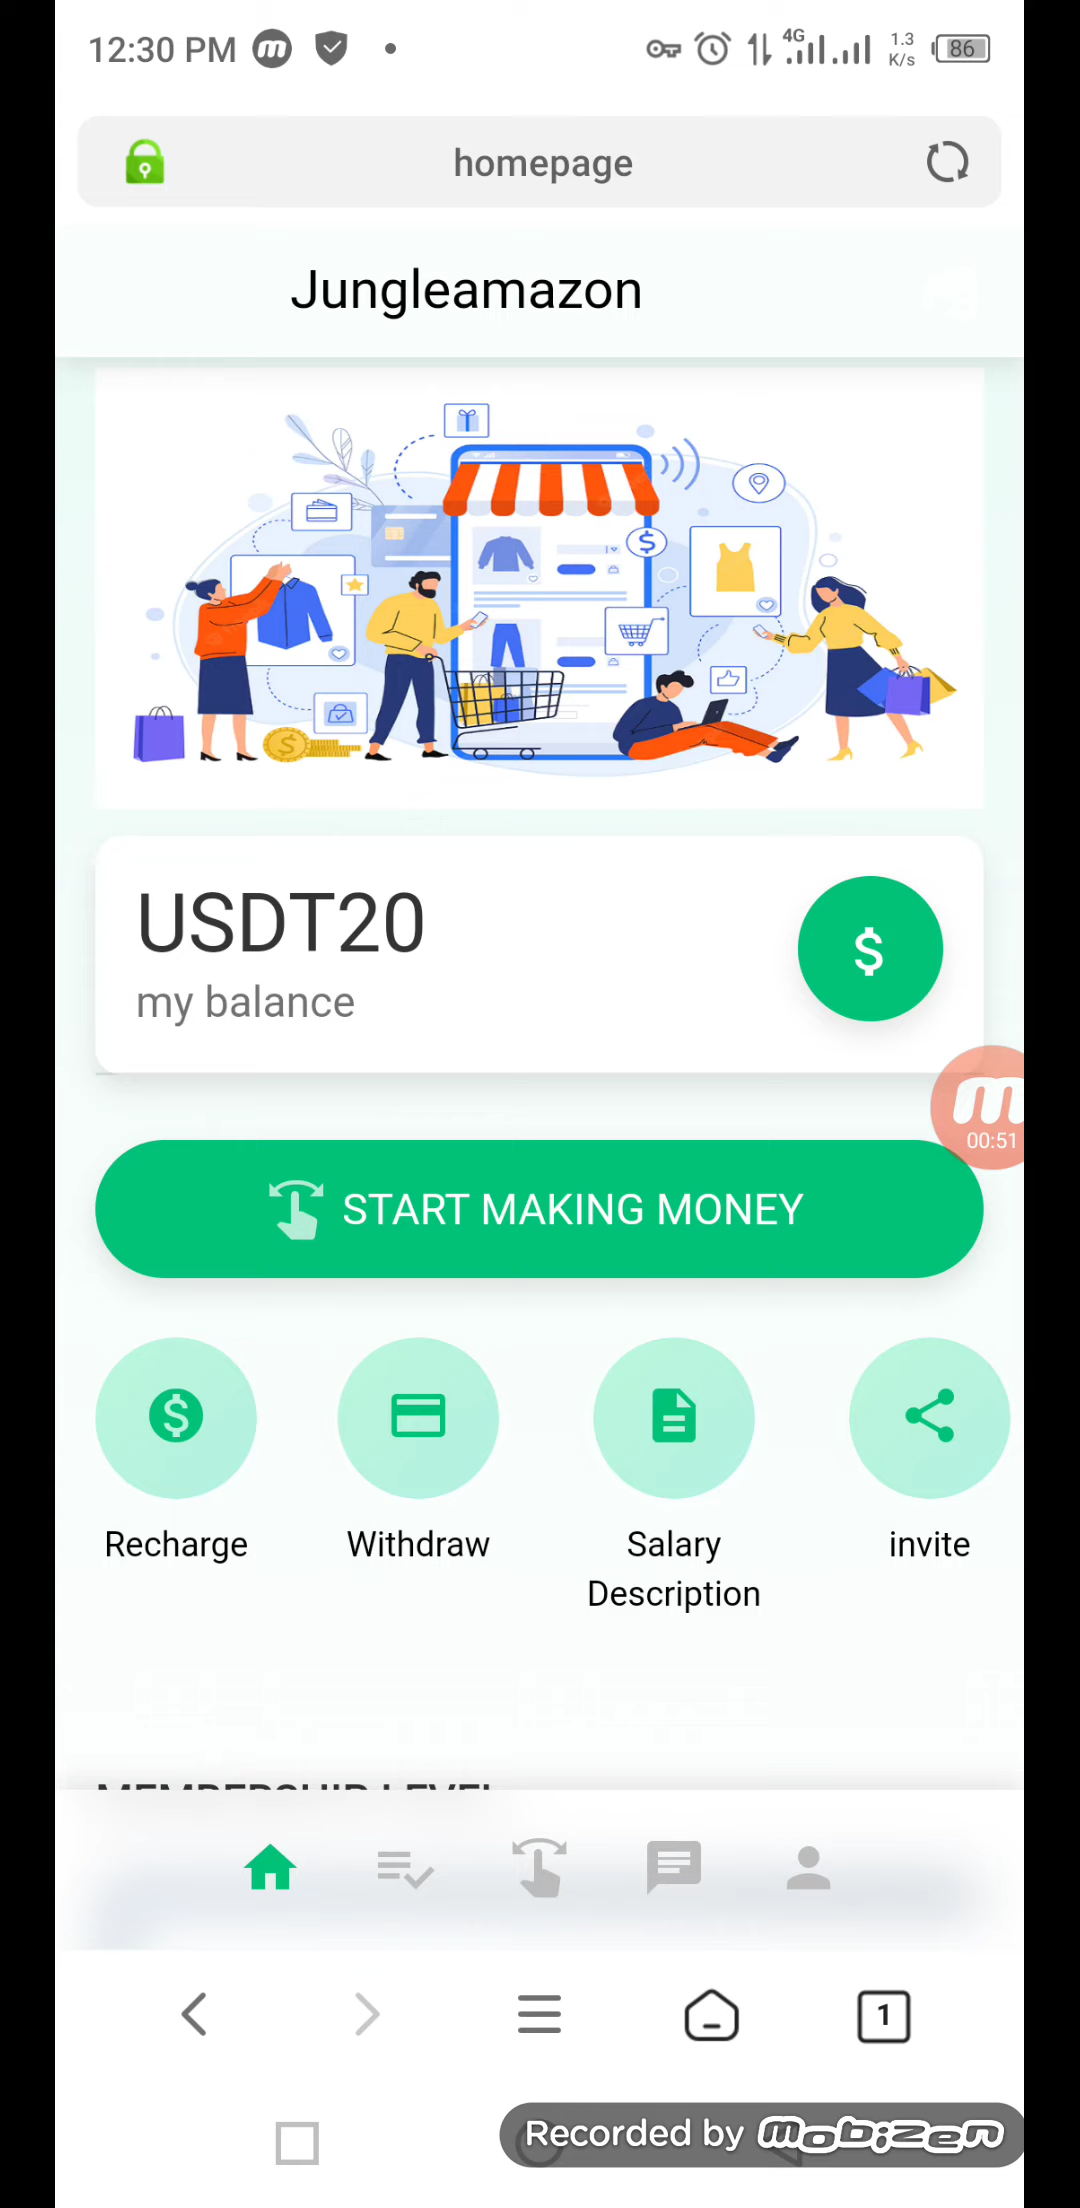 12:30 PM
4G
1.3
K/s
86
homepage
Jungleamazon
USDT20
my balance
00:51
START MAKING MONEY
Recharge
Withdraw
Salary
Description
invite
MEMBERSHIP LEVEL
1
Recorded by mobizen